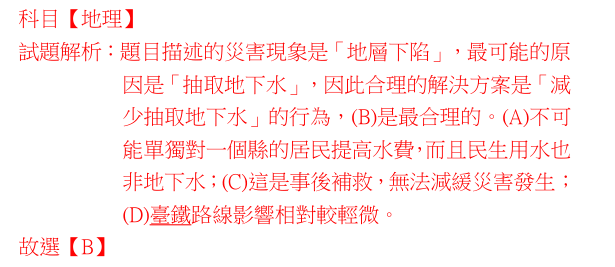 科目【地理】
試題解析：題目描述的災害現象是「地層下陷」，最可能的原
因是「抽取地下水」，因此合理的解決方案是「減
少抽取地下水」的行為，(B)是最合理的。(A)不可
能單獨對一個縣的居民提高水費，而且民生用水也
非地下水；(C)這是事後補救，無法減緩災害發生；
(D)臺鐵路線影響相對較輕微。
故選【B】